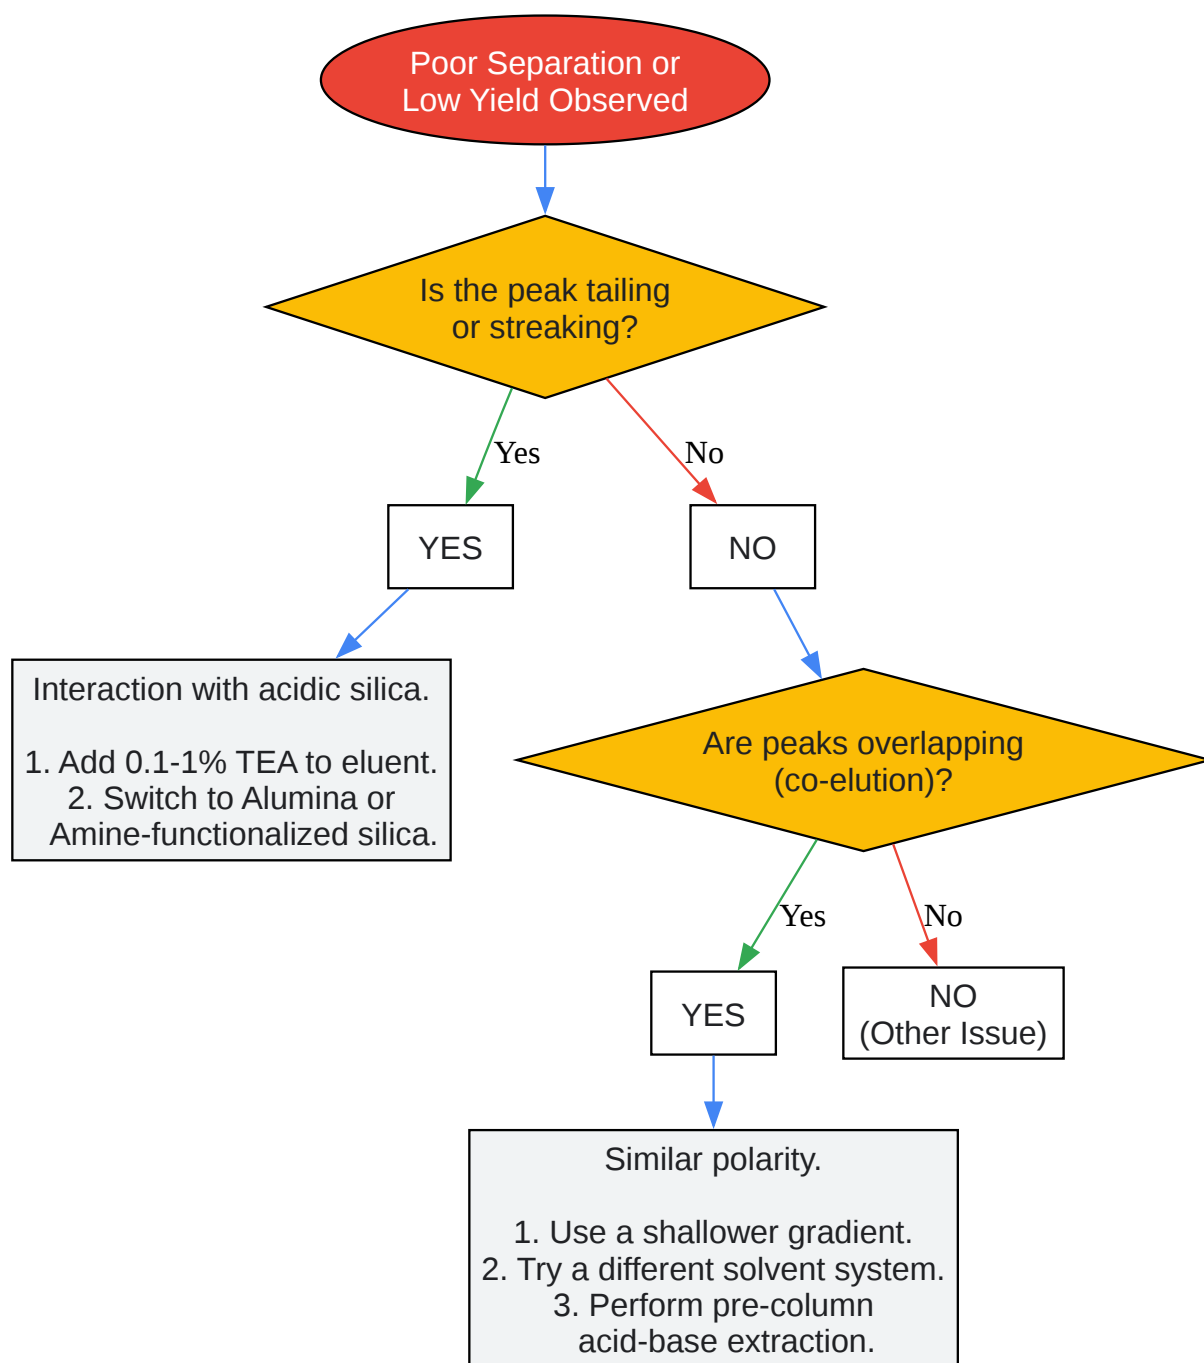 Poor Separation or
Low Yield Observed
Is the peak tailing
or streaking?
Yes
No
YES
NO
Interaction with acidic silica.
1. Add 0.1-1% TEA to eluent.
2. Switch to Alumina or
Amine-functionalized silica.
Are peaks overlapping
(co-elution)?
Yes
No
YES
NO
(Other Issue)
Similar polarity.
1. Use a shallower gradient.
2. Try a different solvent system.
3. Perform pre-column
acid-base extraction.